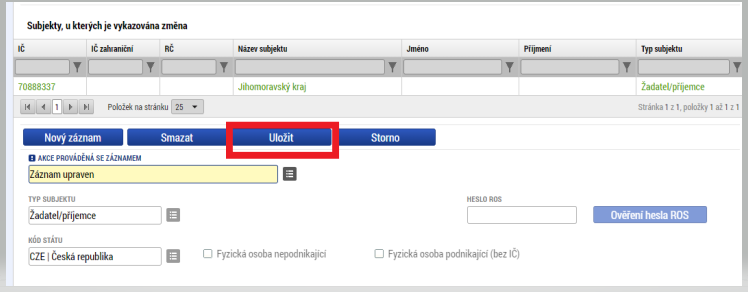 Subjekty, u kterých je vykazována změna
IČ IČ zahraniční RČ Název subjektu Jméno Příjmení Typ subjektu
70888337 Jihomoravský kraj Žadatel/příjemce
1 Položek na stránku 25 Stránka 1 z 1, položky 1 až 1 z 1
Nový záznam Smazat Uložit Storno
AKCE PROVÁDĚNÁ SE ZÁZNAMEM
Záznam upraven
TYP SUBJEKTU HESLO ROS
Žadatel/příjemce Ověření hesla ROS
KÓD STÁTU
CZE | Česká republika Fyzická osoba nepodnikající Fyzická osoba podnikající (bez IČ)